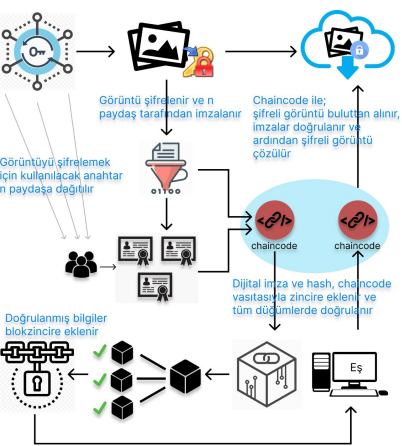 Görüntü şifrelenir ve n
paydaş tarafından imzalanır
Chaincode ile;
şifreli görüntü buluttan alınır,
imzalar doğrulanır ve
ardından şifreli görüntü
çözülür
Görüntüyü şifrelemek
için kullanılacak anahtar
n paydaşa dağıtılır
01100
</>
</>
chaincode
chaincode
Dijital imza ve hash, chaincode
vasıtasıyla zincire eklenir ve
tüm düğümlerde doğrulanır
Doğrulanmış bilgiler
blokzincire eklenir
Eş